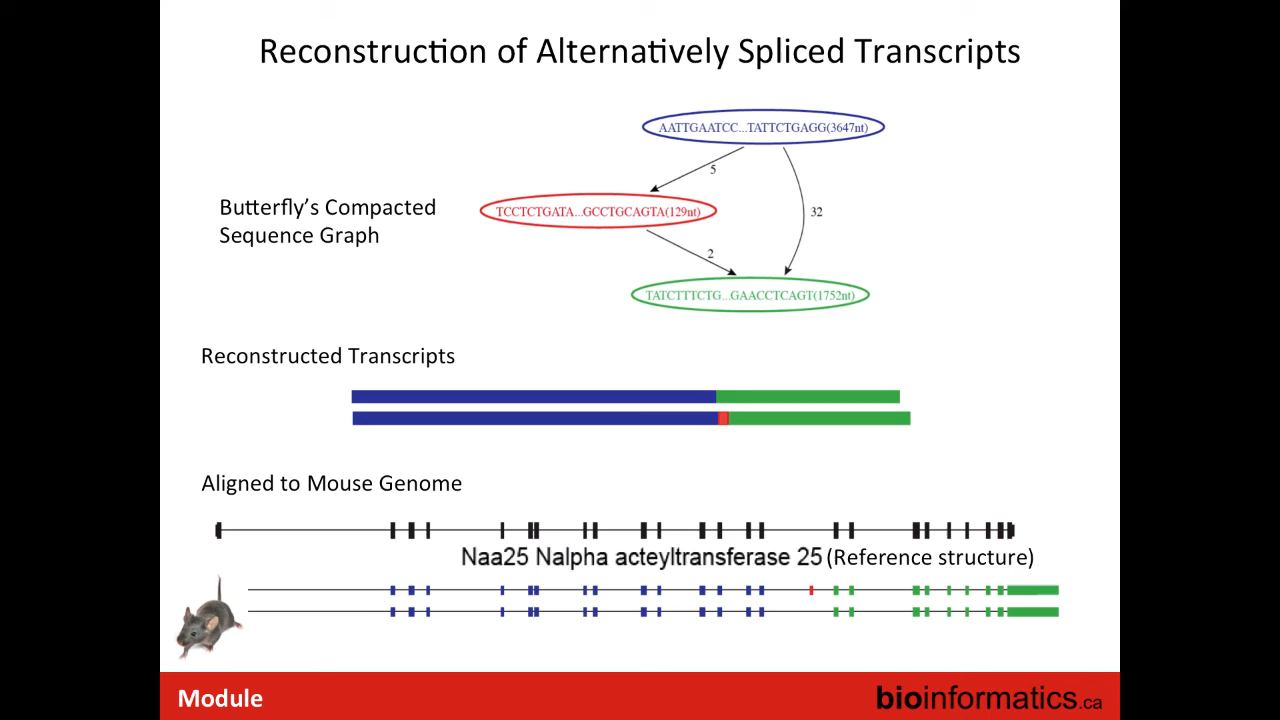 Reconstruction of Alternatively Spliced Transcripts
AATTGAATCC...TATTCTGAGG(3647nt)
5
Butterfly's Compacted
Sequence Graph
TCCTCTGATA...GCCTGCAGTA(129nt)
32
2
TATCTTTCTG...GAACCTCAGT(1752nt)
Reconstructed Transcripts
Aligned to Mouse Genome
Naa25 Nalpha acteyltransferase 25 (Reference structure)
Module
bioinformatics.ca